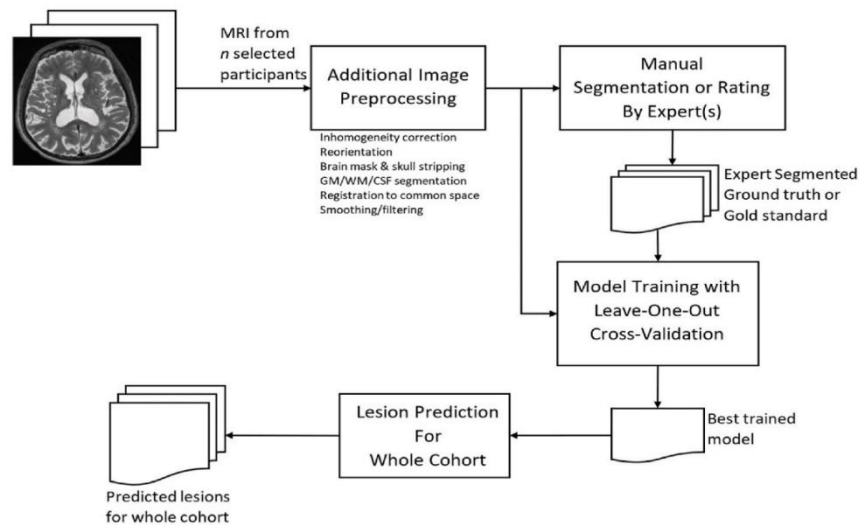 MRI from
n selected
participants
Additional Image
Preprocessing
Inhomogeneity correction
Reorientation
Brain mask & skull stripping
GM/WM/CSF segmentation
Registration to common space
Smoothing/filtering
Manual
Segmentation or Rating
By Expert(s)
Expert Segmented
Ground truth or
Gold standard
Model Training with
Leave-One-Out
Cross-Validation
Best trained
model
Lesion Prediction
For
Whole Cohort
Predicted lesions
for whole cohort